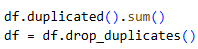 df.duplicated().sum()
df = df.drop_duplicates()